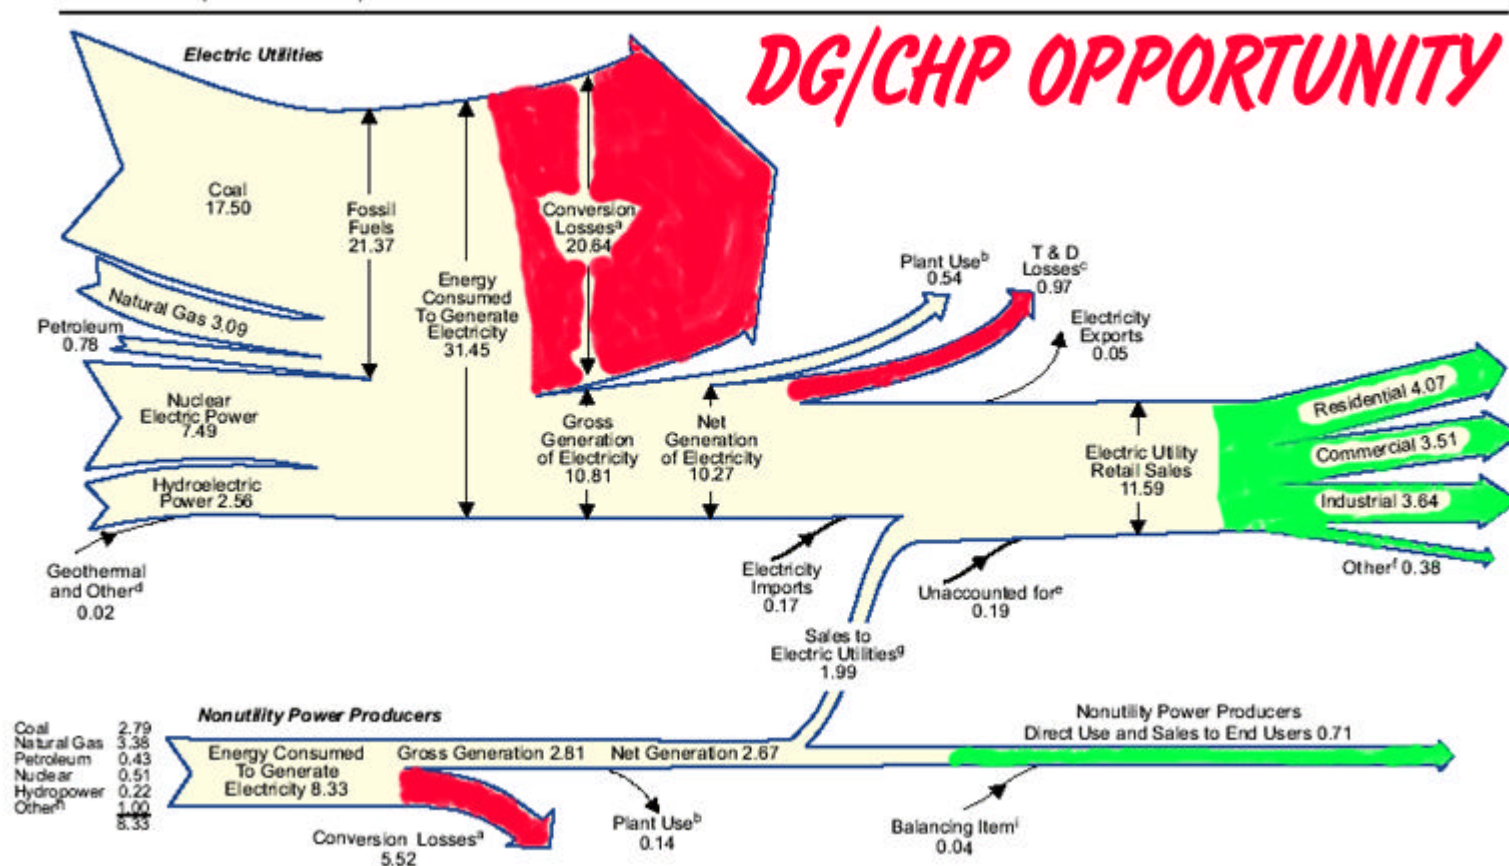 DG/CHP OPPORTUNITY
Electric Utilities
Coal
17.50
Fossil
Fuels
21.37
Conversion
Losses^a
20.64
Energy
Consumed
To Generate
Electricity
31.45
Natural Gas 3.09
Petroleum
0.78
Plant Use^b
0.54
T & D
Losses^c
0.97
Electricity
Exports
0.05
Nuclear
Electric Power
7.49
Gross
Generation
of Electricity
10.81
Net
Generation
of Electricity
10.27
Electric Utility
Retail Sales
11.59
Residential 4.07
Commercial 3.51
Industrial 3.64
Other^f 0.38
Hydroelectric
Power 2.56
Geothermal
and Other^d
0.02
Electricity
Imports
0.17
Unaccounted for^e
0.19
Sales to
Electric Utilities^g
1.99
Nonutility Power Producers
Coal 2.79
Natural Gas 3.38
Petroleum 0.43
Nuclear 0.51
Hydropower 0.22
Other^h 1.00
8.33
Energy Consumed
To Generate
Electricity 8.33
Gross Generation 2.81
Net Generation 2.67
Nonutility Power Producers
Direct Use and Sales to End Users 0.71
Conversion Losses^a
5.52
Plant Use^b
0.14
Balancing Item^i
0.04